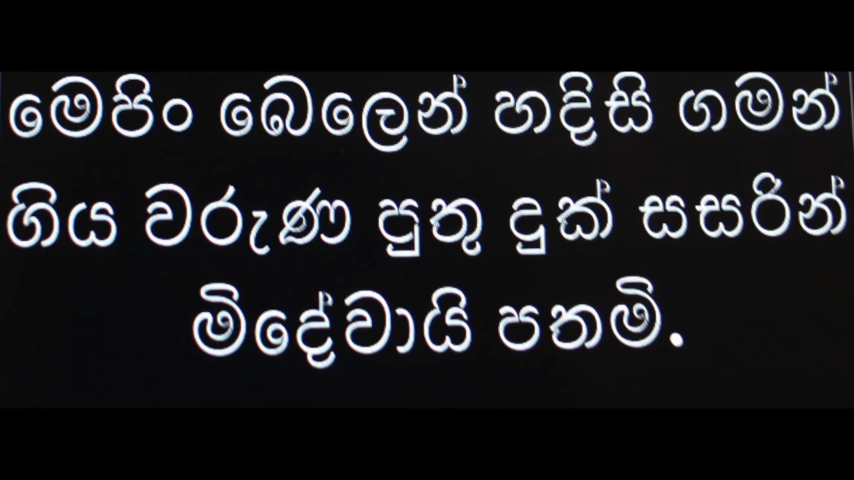 මෙපිං බෙලෙන් හදිසි ගමන්
ගිය වරුණ පුතු දුක් සසරින්
මිදේවායි පතමි.